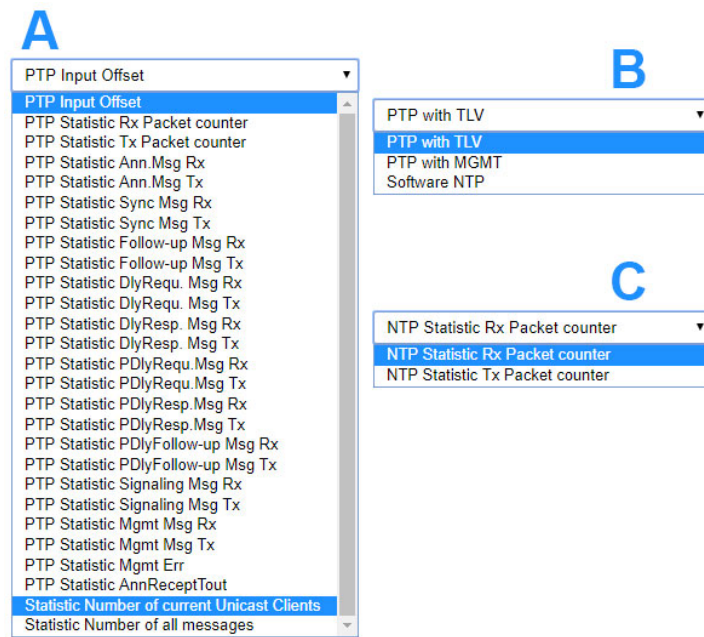 A
PTP Input Offset
PTP Input Offset
PTP Statistic Rx Packet counter
PTP Statistic Tx Packet counter
PTP Statistic Ann.Msg Rx
PTP Statistic Ann.Msg Tx
PTP Statistic Sync Msg Rx
PTP Statistic Sync Msg Tx
PTP Statistic Follow-up Msg Rx
PTP Statistic Follow-up Msg Tx
PTP Statistic DlyRequ. Msg Rx
PTP Statistic DlyRequ. Msg Tx
PTP Statistic DlyResp. Msg Rx
PTP Statistic DlyResp. Msg Tx
PTP Statistic PDlyRequ.Msg Rx
PTP Statistic PDlyRequ.Msg Tx
PTP Statistic PDlyResp.Msg Rx
PTP Statistic PDlyResp.Msg Tx
PTP Statistic PDlyFollow-up Msg Rx
PTP Statistic PDlyFollow-up Msg Tx
PTP Statistic Signaling Msg Rx
PTP Statistic Signaling Msg Tx
PTP Statistic Mgmt Msg Rx
PTP Statistic Mgmt Msg Tx
PTP Statistic Mgmt Err
PTP Statistic AnnReceptTout
Statistic Number of current Unicast Clients
Statistic Number of all messages
B
PTP with TLV
PTP with TLV
PTP with MGMT
Software NTP
C
NTP Statistic Rx Packet counter
NTP Statistic Rx Packet counter
NTP Statistic Tx Packet counter